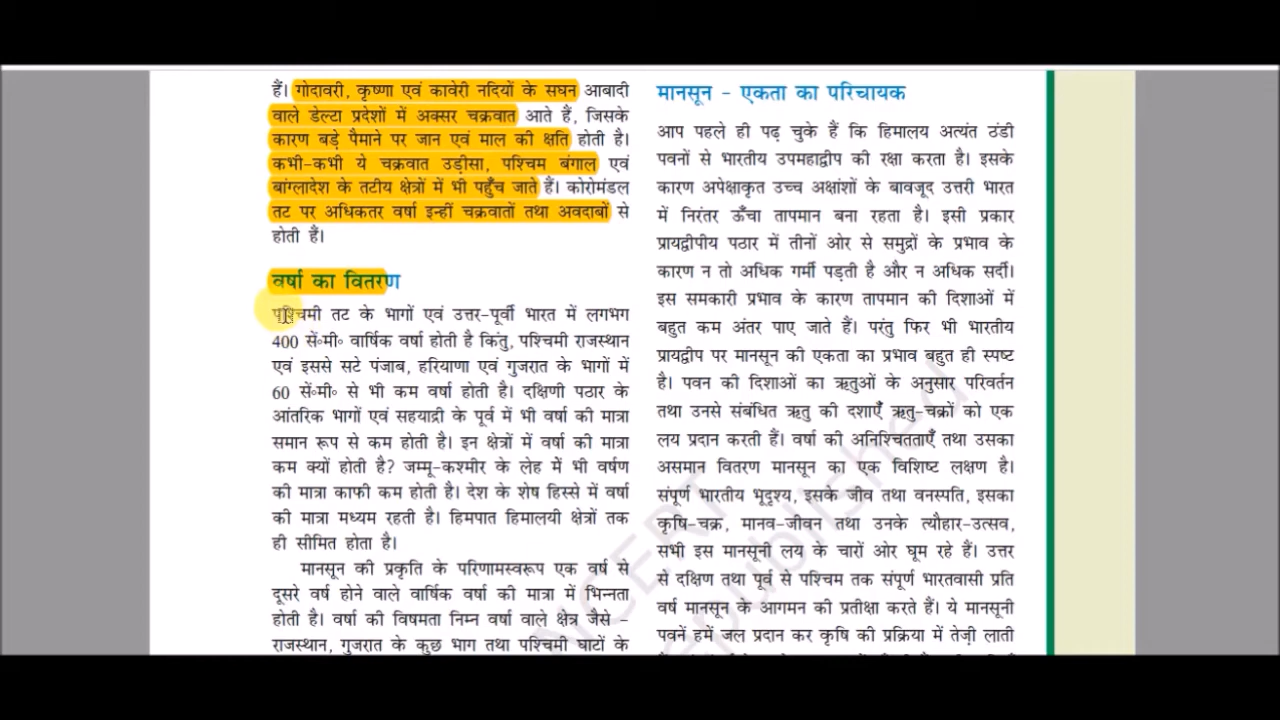 हैं। गोदावरी, कृष्णा एवं कावेरी नदियों के सघन आबादी
वाले डेल्टा प्रदेशों में अक्सर चक्रवात आते हैं, जिसके
कारण बड़े पैमाने पर जान एवं माल की क्षति होती है।
कभी-कभी ये चक्रवात उड़ीसा, पश्चिम बंगाल एवं
बांग्लादेश के तटीय क्षेत्रों में भी पहुँच जाते हैं। कोरोमंडल
तट पर अधिकतर वर्षा इन्हीं चक्रवातों तथा अवदाबों से
होती हैं।
वर्षा का वितरण
पश्चिमी तट के भागों एवं उत्तर-पूर्वी भारत में लगभग
400 सें॰मी॰ वार्षिक वर्षा होती है किंतु, पश्चिमी राजस्थान
एवं इससे सटे पंजाब, हरियाणा एवं गुजरात के भागों में
60 सें॰मी॰ से भी कम वर्षा होती है। दक्षिणी पठार के
आंतरिक भागों एवं सहयाद्री के पूर्व में भी वर्षा की मात्रा
समान रूप से कम होती है। इन क्षेत्रों में वर्षा की मात्रा
कम क्यों होती है? जम्मू-कश्मीर के लेह में भी वर्षण
की मात्रा काफी कम होती है। देश के शेष हिस्से में वर्षा
की मात्रा मध्यम रहती है। हिमपात हिमालयी क्षेत्रों तक
ही सीमित होता है।
मानसून की प्रकृति के परिणामस्वरूप एक वर्ष से
दूसरे वर्ष होने वाले वार्षिक वर्षा की मात्रा में भिन्नता
होती है। वर्षा की विषमता निम्न वर्षा वाले क्षेत्र जैसे -
राजस्थान, गुजरात के कुछ भाग तथा पश्चिमी घाटों के
मानसून - एकता का परिचायक
आप पहले ही पढ़ चुके हैं कि हिमालय अत्यंत ठंडी
पवनों से भारतीय उपमहाद्वीप की रक्षा करता है। इसके
कारण अपेक्षाकृत उच्च अक्षांशों के बावजूद उत्तरी भारत
में निरंतर ऊँचा तापमान बना रहता है। इसी प्रकार
प्रायद्वीपीय पठार में तीनों ओर से समुद्रों के प्रभाव के
कारण न तो अधिक गर्मी पड़ती है और न अधिक सर्दी।
इस समकारी प्रभाव के कारण तापमान की दिशाओं में
बहुत कम अंतर पाए जाते हैं। परंतु फिर भी भारतीय
प्रायद्वीप पर मानसून की एकता का प्रभाव बहुत ही स्पष्ट
है। पवन की दिशाओं का ऋतुओं के अनुसार परिवर्तन
तथा उनसे संबंधित ऋतु की दशाएँ ऋतु-चक्रों को एक
लय प्रदान करती हैं। वर्षा की अनिश्चितताएँ तथा उसका
असमान वितरण मानसून का एक विशिष्ट लक्षण है।
संपूर्ण भारतीय भूदृश्य, इसके जीव तथा वनस्पति, इसका
कृषि-चक्र, मानव-जीवन तथा उनके त्यौहार-उत्सव,
सभी इस मानसूनी लय के चारों ओर घूम रहे हैं। उत्तर
से दक्षिण तथा पूर्व से पश्चिम तक संपूर्ण भारतवासी प्रति
वर्ष मानसून के आगमन की प्रतीक्षा करते हैं। ये मानसूनी
पवनें हमें जल प्रदान कर कृषि की प्रक्रिया में तेज़ी लाती